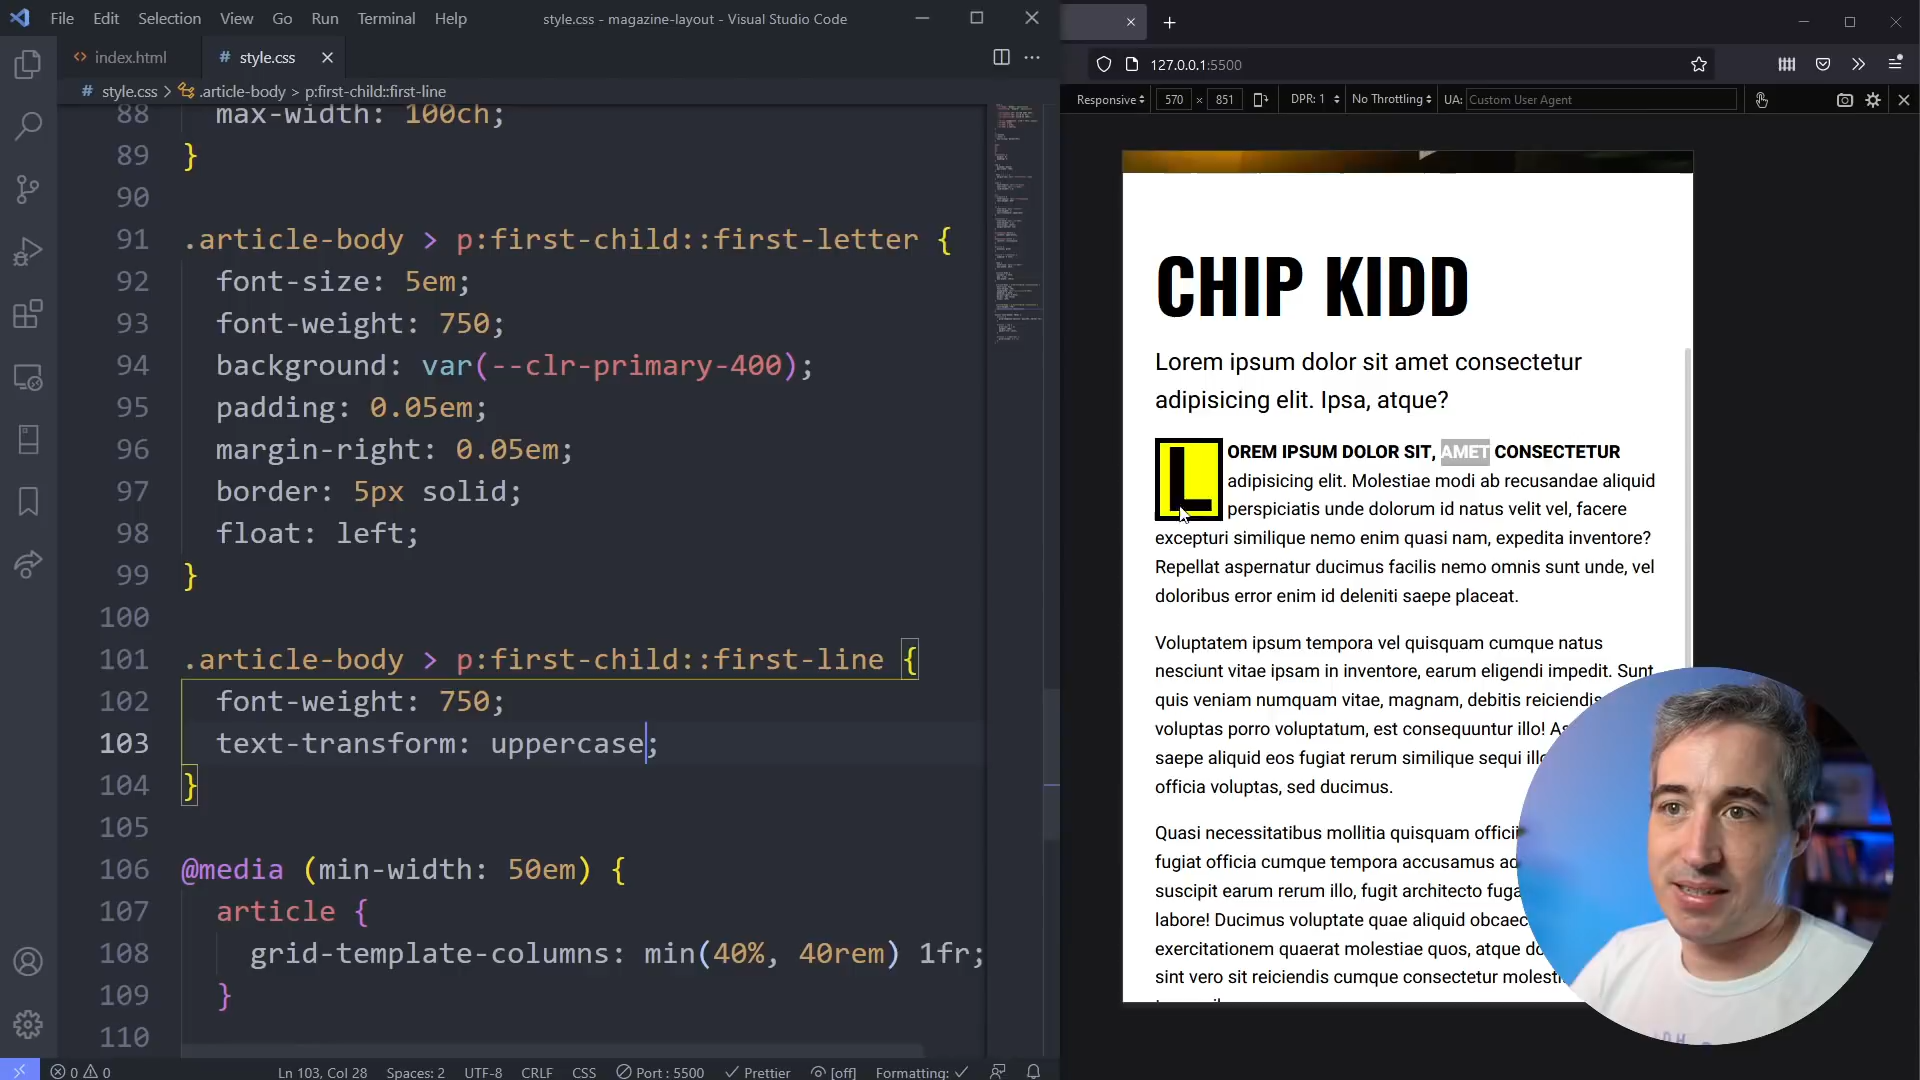 File Edit Selection View Go Run Terminal Help
style.css - magazine-layout - Visual Studio Code
index.html
# style.css
# style.css > .article-body > p:first-child::first-line
88 max-width: 100ch;
89 }
90
91 .article-body > p:first-child::first-letter {
92 font-size: 5em;
93 font-weight: 750;
94 background: var(--clr-primary-400);
95 padding: 0.05em;
96 margin-right: 0.05em;
97 border: 5px solid;
98 float: left;
99 }
100
101 .article-body > p:first-child::first-line {
102 font-weight: 750;
103 text-transform: uppercase;
104 }
105
106 @media (min-width: 50em) {
107 article {
108 grid-template-columns: min(40%, 40rem) 1fr;
109 }
110
0 0
Ln 103, Col 28 Spaces: 2 UTF-8 CRLF CSS Port : 5500 Prettier [off] Formatting:
127.0.0.1:5500
Responsive 570 × 851 DPR: 1 No Throttling UA: Custom User Agent
CHIP KIDD
Lorem ipsum dolor sit amet consectetur
adipisicing elit. Ipsa, atque?
LOREM IPSUM DOLOR SIT, AMET CONSECTETUR
adipisicing elit. Molestiae modi ab recusandae aliquid
perspiciatis unde dolorum id natus velit vel, facere
excepturi similique nemo enim quasi nam, expedita inventore?
Repellat aspernatur ducimus facilis nemo omnis sunt unde, vel
doloribus error enim id deleniti saepe placeat.
Voluptatem ipsum tempora vel quisquam cumque natus
nesciunt vitae ipsam in inventore, earum eligendi impedit. Sunt
quis veniam numquam vitae, magnam, debitis reiciendis
voluptas porro voluptatum, est consequuntur illo!
saepe aliquid eos fugiat rerum similique sequi
officia voluptas, sed ducimus.
Quasi necessitatibus mollitia quisquam
fugiat officia cumque tempora accusamus
suscipit earum rerum illo, fugit architecto
labore! Ducimus voluptate quae aliquid
exercitationem quaerat molestiae quos, atque
sint vero sit reiciendis cumque consectetur